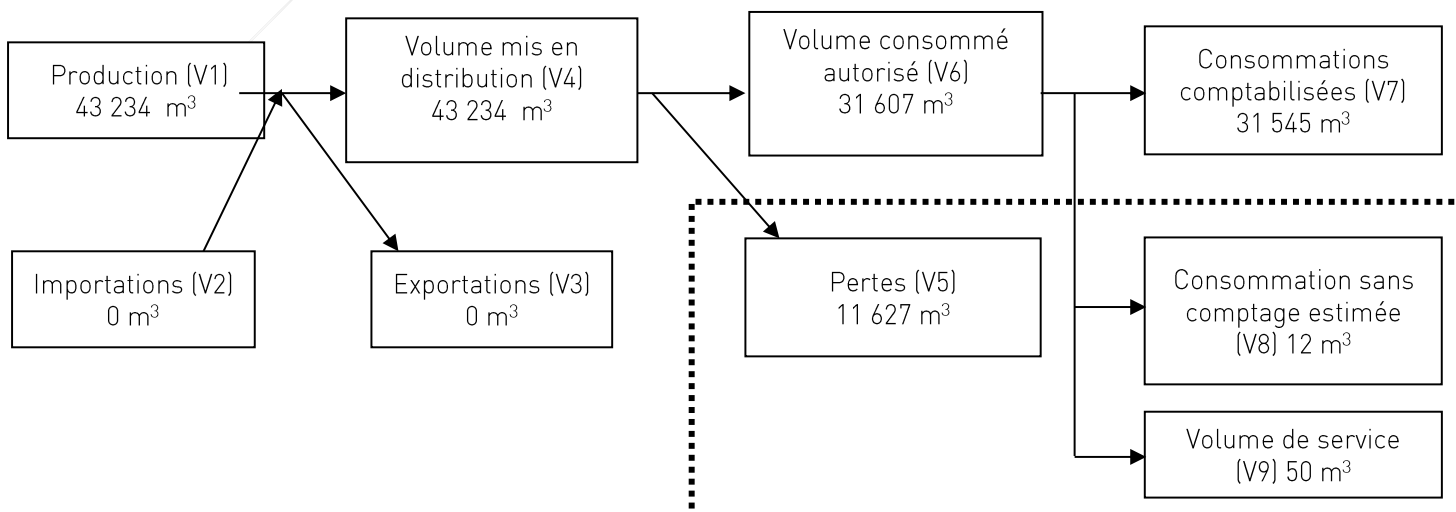 Production (V1)
43 234 m³
Volume mis en
distribution (V4)
43 234 m³
Volume consommé
autorisé (V6)
31 607 m³
Consommations
comptabilisées (V7)
31 545 m³
Importations (V2)
0 m³
Exportations (V3)
0 m³
Pertes (V5)
11 627 m³
Consommation sans
comptage estimée
(V8) 12 m³
Volume de service
(V9) 50 m³